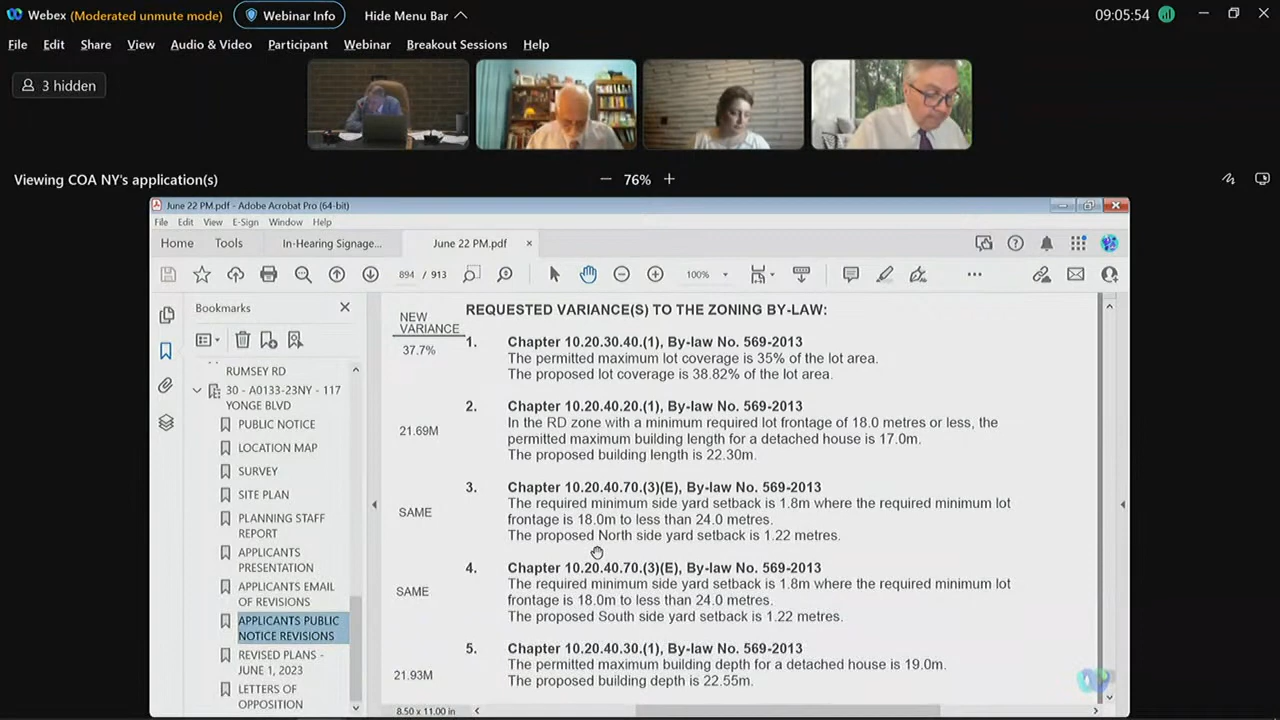 Webex (Moderated unmute mode) Webinar Info Hide Menu Bar 09:05:54
File Edit Share View Audio & Video Participant Webinar Breakout Sessions Help
3 hidden
Viewing COA NY's application(s) 76%
June 22 PM.pdf - Adobe Acrobat Pro (64-bit)
File Edit View E-Sign Window Help
Home Tools In-Hearing Signage... June 22 PM.pdf
894 / 913 100%
Bookmarks
RUMSEY RD
30 - A0133-23NY - 117
YONGE BLVD
PUBLIC NOTICE
LOCATION MAP
SURVEY
SITE PLAN
PLANNING STAFF
REPORT
APPLICANTS
PRESENTATION
APPLICANTS EMAIL
OF REVISIONS
APPLICANTS PUBLIC
NOTICE REVISIONS
REVISED PLANS -
JUNE 1, 2023
LETTERS OF
OPPOSITION
REQUESTED VARIANCE(S) TO THE ZONING BY-LAW:
NEW
VARIANCE
37.7%
1. Chapter 10.20.30.40.(1), By-law No. 569-2013
The permitted maximum lot coverage is 35% of the lot area.
The proposed lot coverage is 38.82% of the lot area.
21.69M
2. Chapter 10.20.40.20.(1), By-law No. 569-2013
In the RD zone with a minimum required lot frontage of 18.0 metres or less, the
permitted maximum building length for a detached house is 17.0m.
The proposed building length is 22.30m.
SAME
3. Chapter 10.20.40.70.(3)(E), By-law No. 569-2013
The required minimum side yard setback is 1.8m where the required minimum lot
frontage is 18.0m to less than 24.0 metres.
The proposed North side yard setback is 1.22 metres.
SAME
4. Chapter 10.20.40.70.(3)(E), By-law No. 569-2013
The required minimum side yard setback is 1.8m where the required minimum lot
frontage is 18.0m to less than 24.0 metres.
The proposed South side yard setback is 1.22 metres.
21.93M
5. Chapter 10.20.40.30.(1), By-law No. 569-2013
The permitted maximum building depth for a detached house is 19.0m.
The proposed building depth is 22.55m.
8.50 x 11.00 in